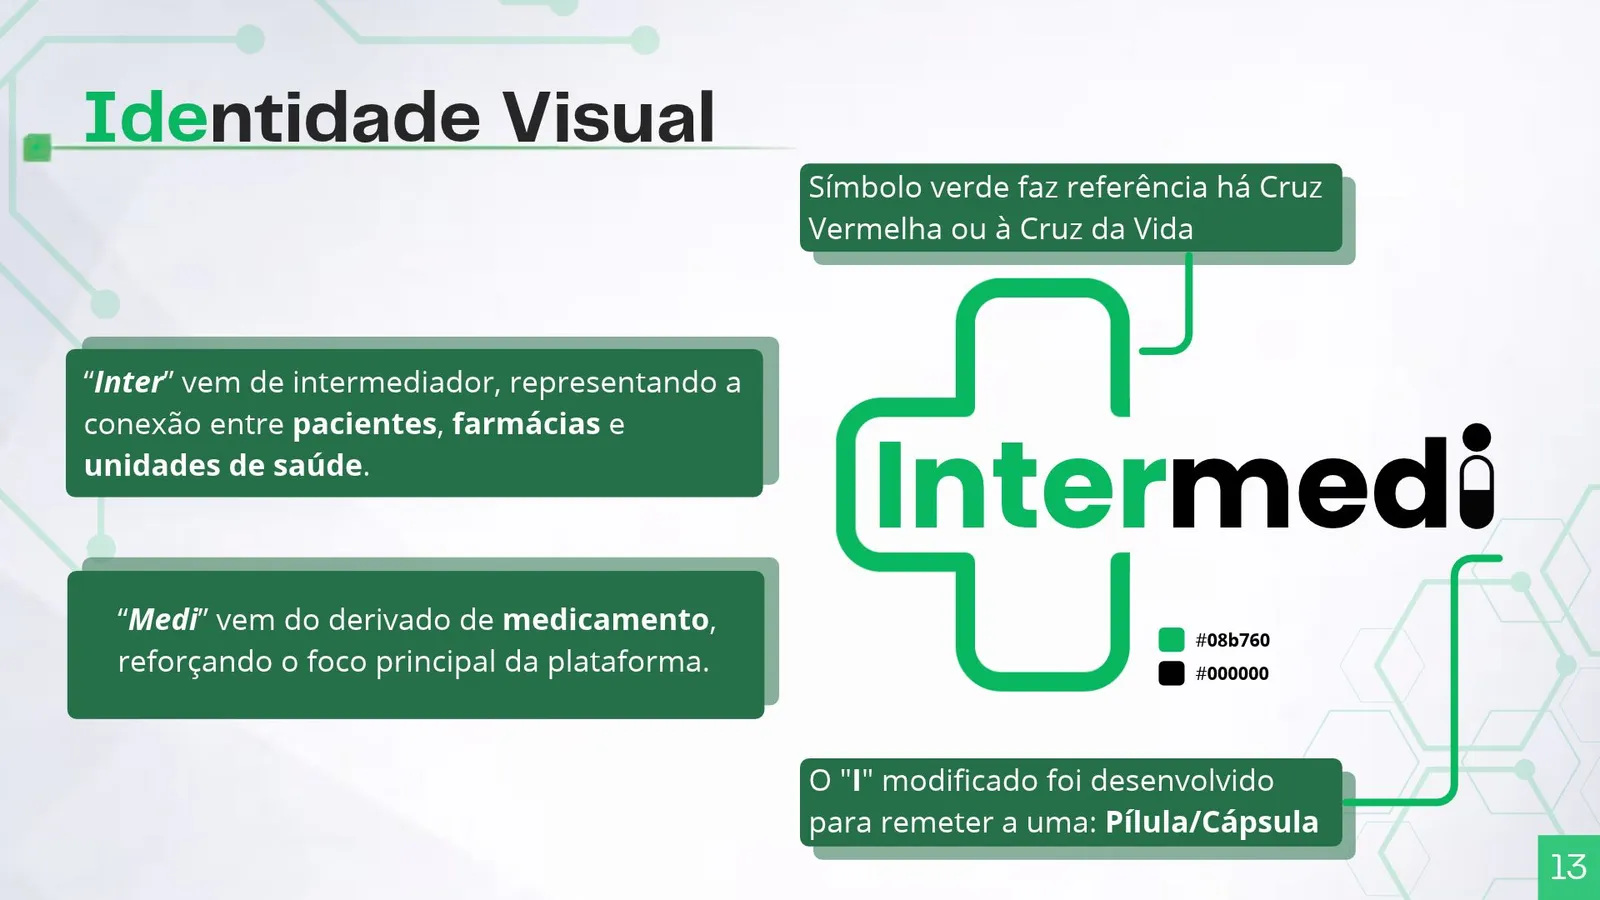 Identidade Visual
Símbolo verde faz referência há Cruz
Vermelha ou à Cruz da Vida
“Inter” vem de intermediador, representando a
conexão entre pacientes, farmácias e
unidades de saúde.
Intermedi
“Medi” vem do derivado de medicamento,
reforçando o foco principal da plataforma.
#08b760
#000000
O "I" modificado foi desenvolvido
para remeter a uma: Pílula/Cápsula
13